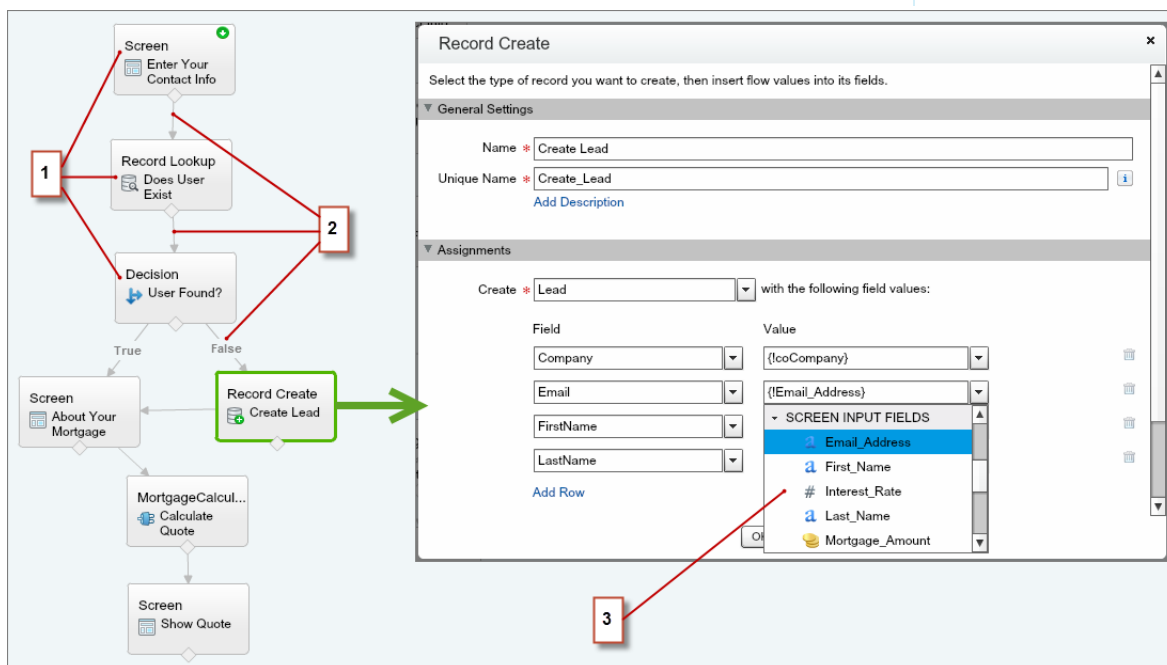 Screen
Enter Your
Contact Info
Record Lookup
Does User
Exist
Decision
User Found?
True
False
Screen
About Your
Mortgage
Record Create
Create Lead
MortgageCalcul...
Calculate
Quote
Screen
Show Quote
1
2
3
Record Create
×
Select the type of record you want to create, then insert flow values into its fields.
General Settings
Name * Create Lead
Unique Name * Create_Lead
i
Add Description
Assignments
Create * Lead with the following field values:
Field Value
Company {!coCompany}
Email {!Email_Address}
FirstName
LastName
SCREEN INPUT FIELDS
a Email_Address
a First_Name
# Interest_Rate
a Last_Name
Mortgage_Amount
Add Row